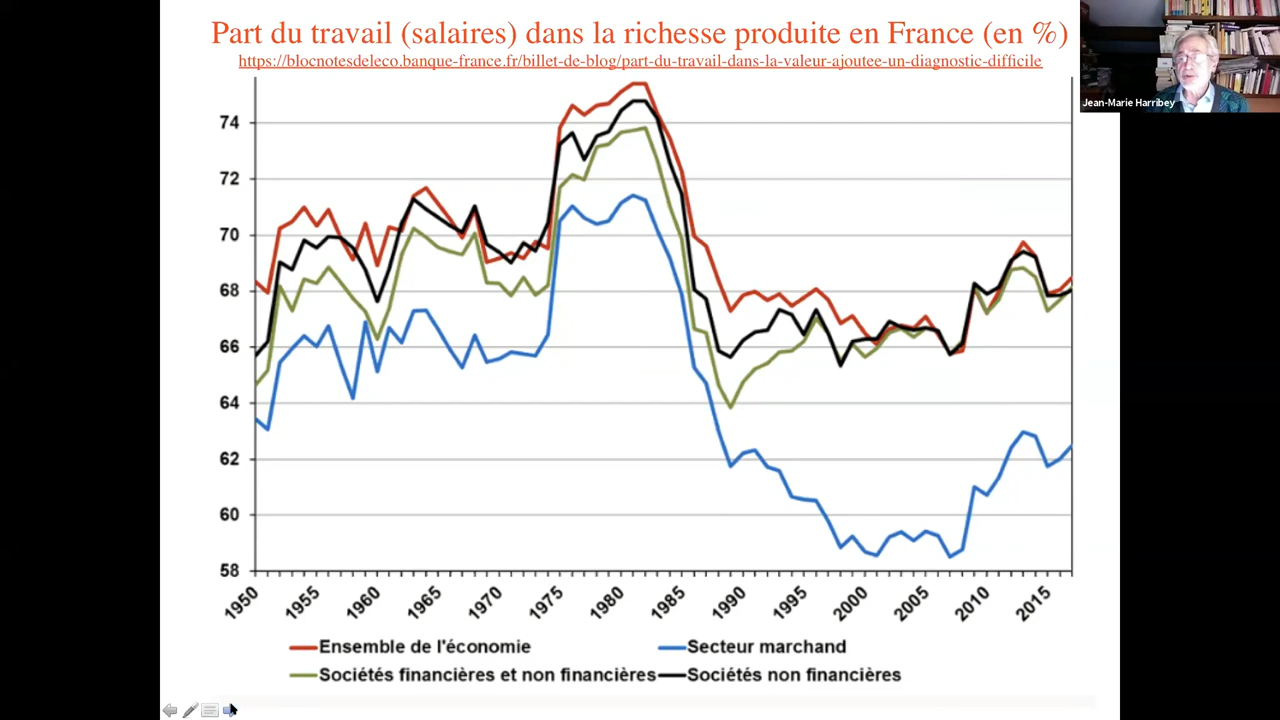 Part du travail (salaires) dans la richesse produite en France (en %)
https://blocnotesdeleco.banque-france.fr/billet-de-blog/part-du-travail-dans-la-valeur-ajoutee-un-diagnostic-difficile
Jean-Marie Harribey
74
72
70
68
66
64
62
60
58
1950 1955 1960 1965 1970 1975 1980 1985 1990 1995 2000 2005 2010 2015
Ensemble de l'économie Secteur marchand
Sociétés financières et non financières Sociétés non financières